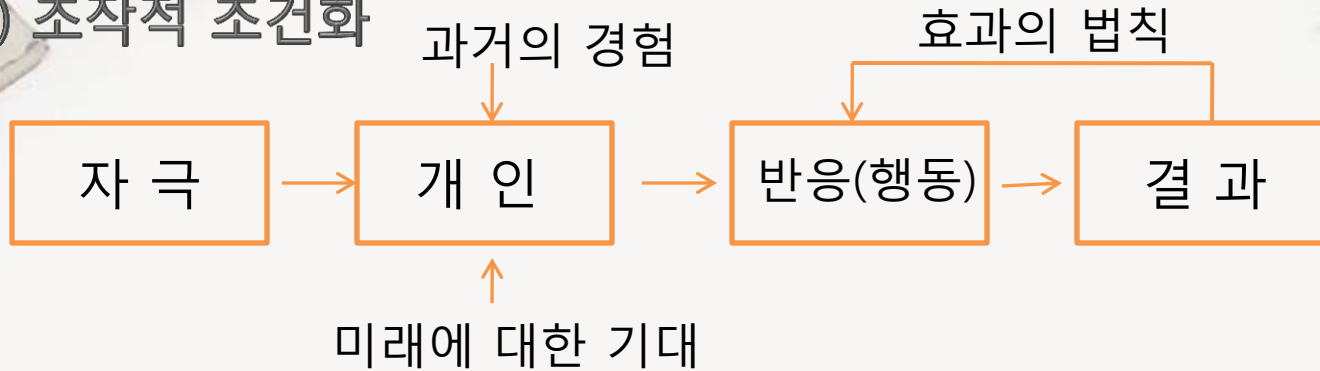 ) 조작적 조건화
과거의 경험
효과의 법칙
자 극
개 인
반응(행동)
결 과
미래에 대한 기대